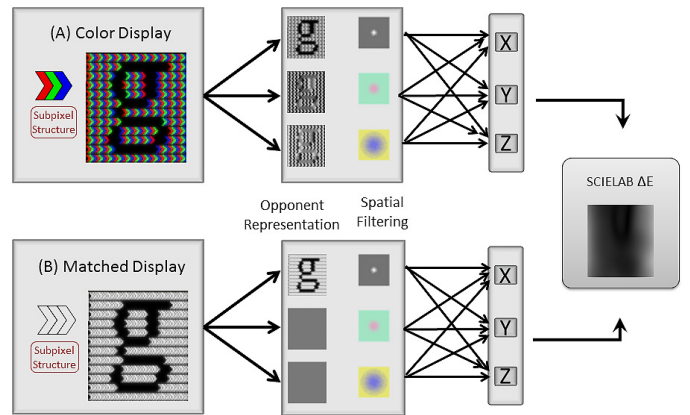 (A) Color Display
Subpixel
Structure
g
g
X
Y
Z
Opponent
Representation
Spatial
Filtering
SCIELAB ΔE
(B) Matched Display
Subpixel
Structure
g
g
X
Y
Z